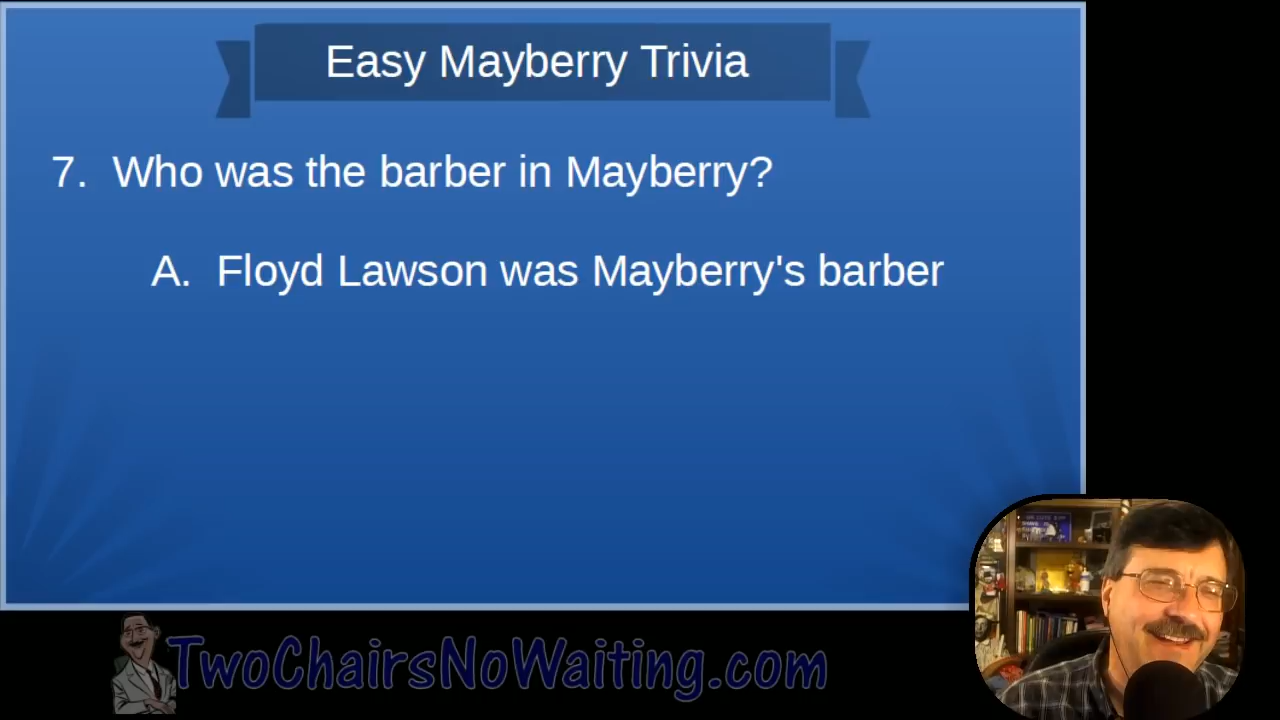 Easy Mayberry Trivia
7. Who was the barber in Mayberry?
A. Floyd Lawson was Mayberry's barber
TwoChairsNoWaiting.com